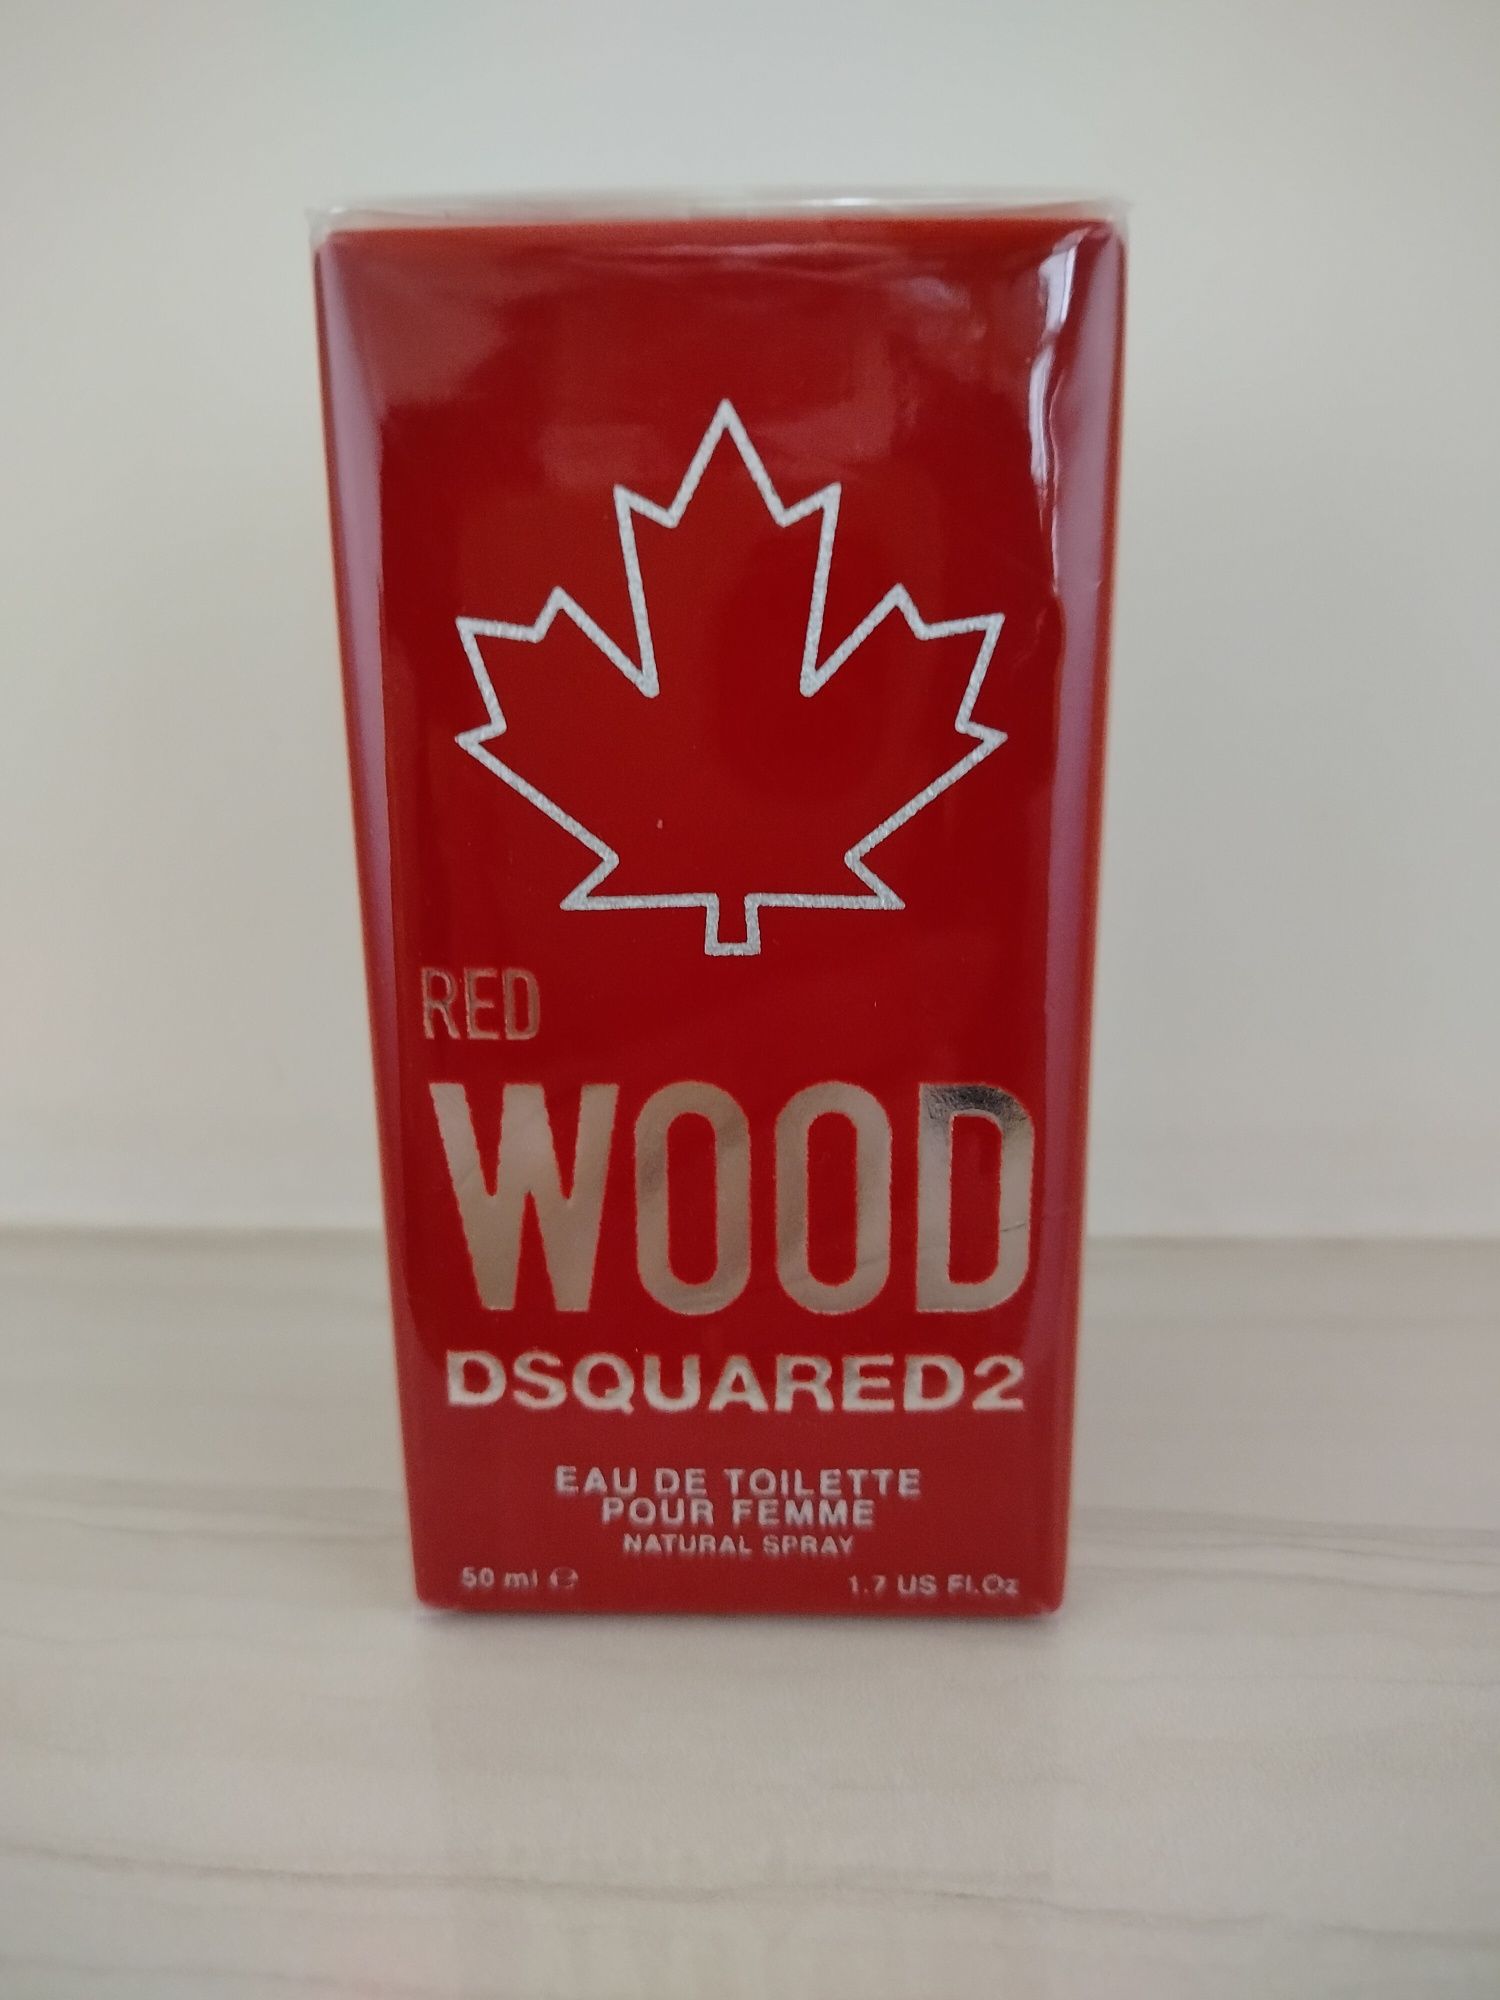 RED
WOOD
DSQUARED2
EAU DE TOILETTE
POUR FEMME
NATURAL SPRAY
50 ml ℮
1.7 US Fl.Oz